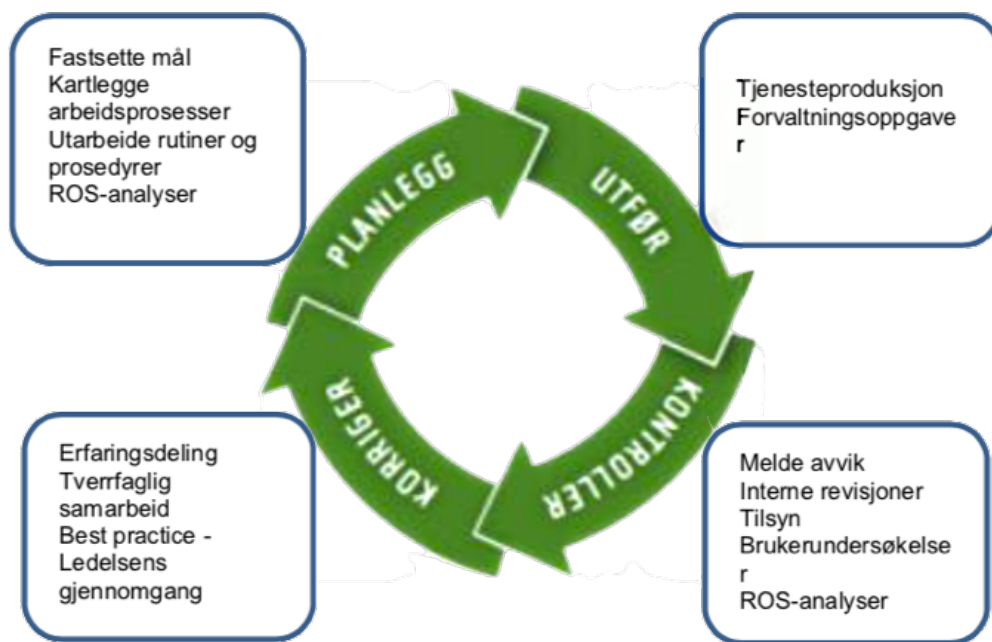 Fastsette mål
Kartlegge
arbeidsprosesser
Utarbeide rutiner og
prosedyrer
ROS-analyser
PLANLEGG
UTFØR
Tjenesteproduksjon
Forvaltningsoppgave
r
KORRIGER
KONTROLLER
Erfaringsdeling
Tverrfaglig
samarbeid
Best practice -
Ledelsens
gjennomgang
Melde avvik
Interne revisjoner
Tilsyn
Brukerundersøkelse
r
ROS-analyser